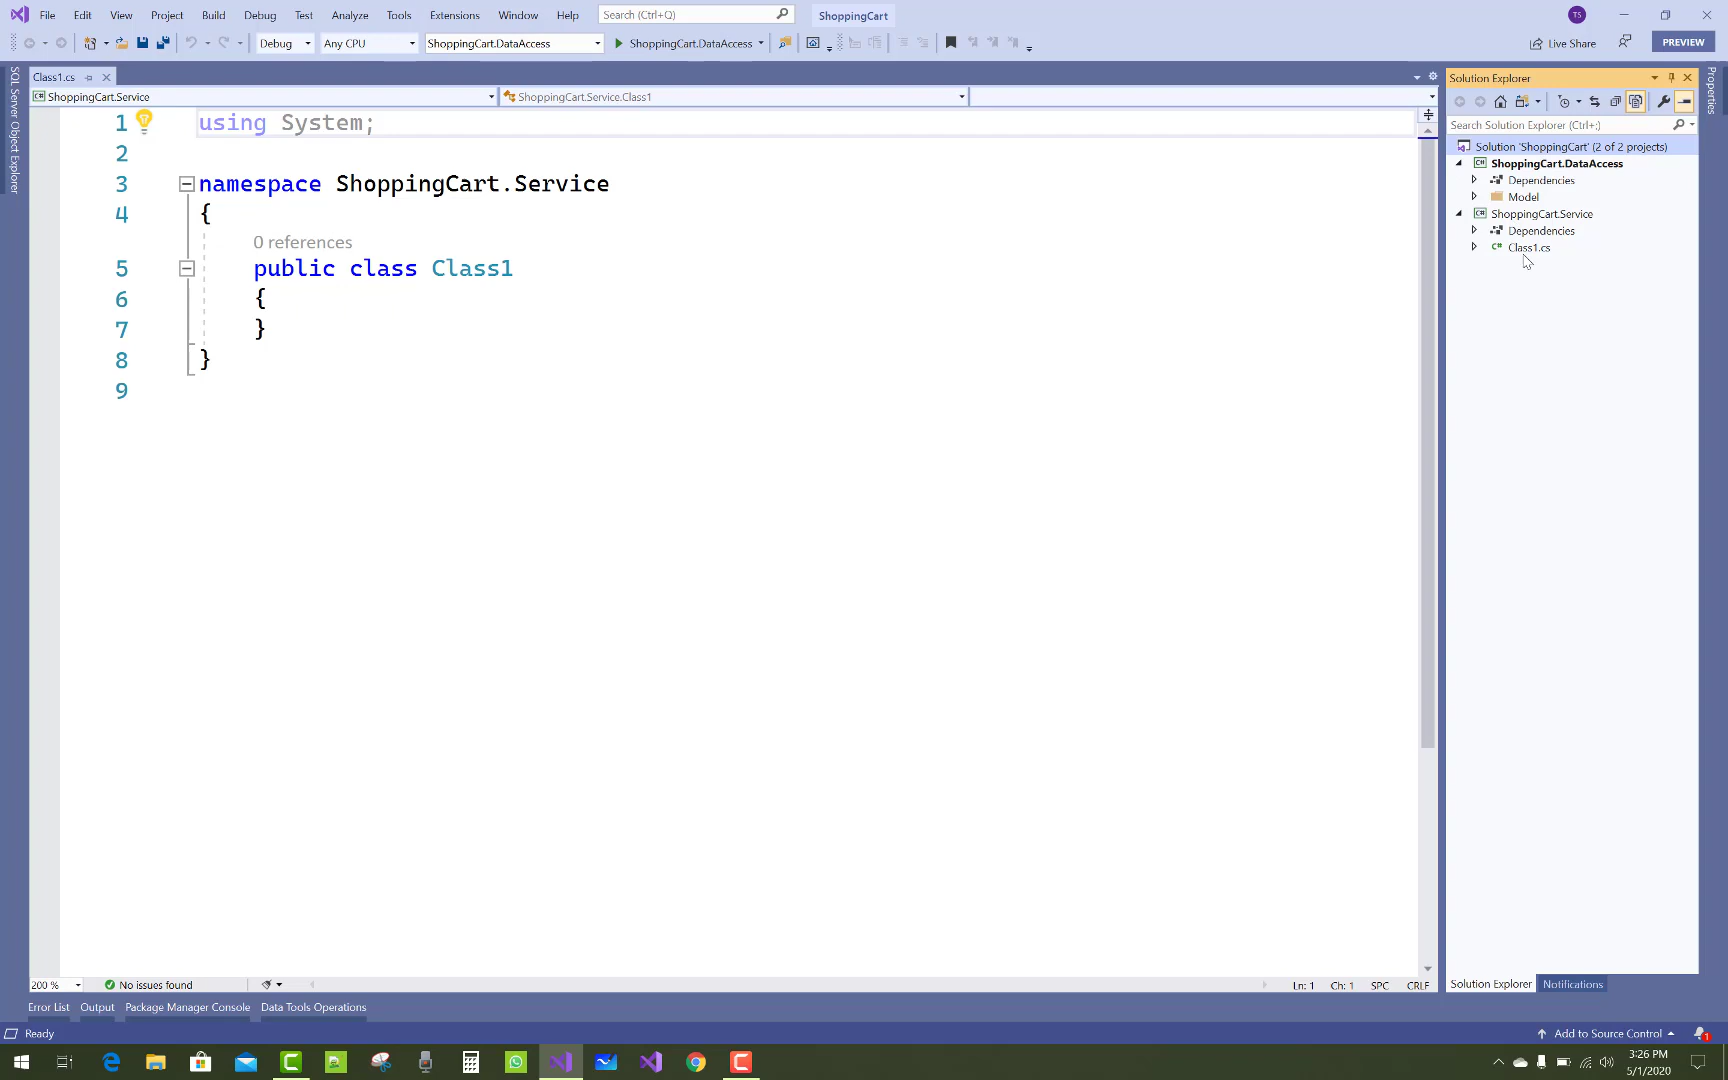 File Edit View Project Build Debug Test Analyze Tools Extensions Window Help Search (Ctrl+Q) ShoppingCart TS
Debug Any CPU ShoppingCart.DataAccess ShoppingCart.DataAccess Live Share PREVIEW
SQL Server Object Explorer
Class1.cs
ShoppingCart.Service ShoppingCart.Service.Class1
1 using System;
2
3 namespace ShoppingCart.Service
4 {
0 references
5 public class Class1
6 {
7 }
8 }
9
200 % No issues found Ln: 1 Ch: 1 SPC CRLF
Solution Explorer
Search Solution Explorer (Ctrl+;)
Solution 'ShoppingCart' (2 of 2 projects)
C# ShoppingCart.DataAccess
Dependencies
Model
C# ShoppingCart.Service
Dependencies
C# Class1.cs
Solution Explorer Notifications
Properties
Error List Output Package Manager Console Data Tools Operations
Ready Add to Source Control 1
3:26 PM
5/1/2020